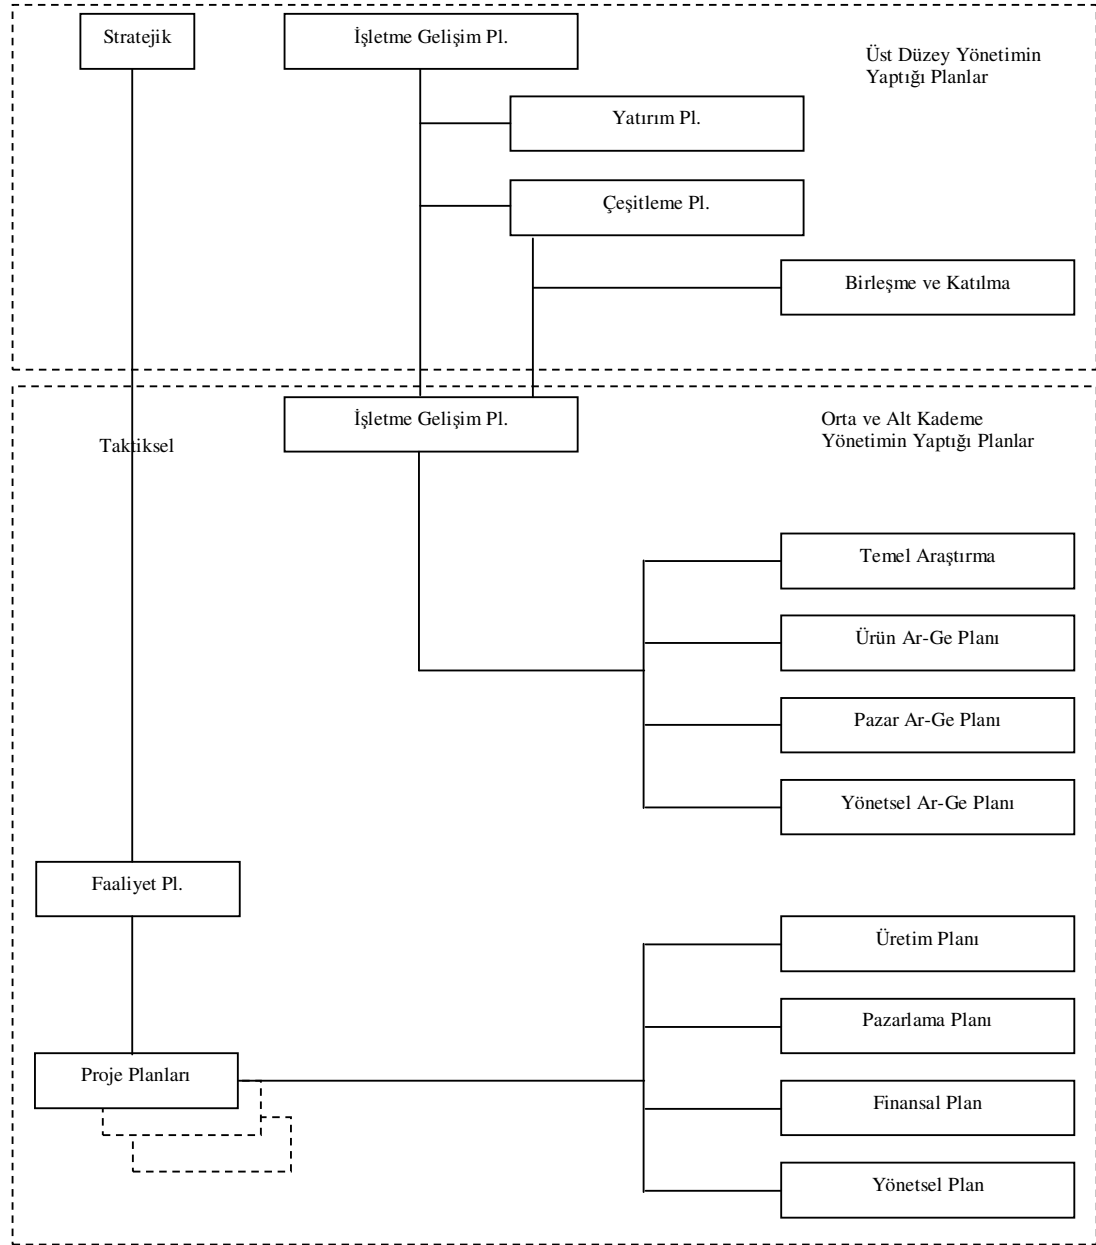 Stratejik
İşletme Gelişim Pl.
Üst Düzey Yönetimin
Yaptığı Planlar
Yatırım Pl.
Çeşitleme Pl.
Birleşme ve Katılma
İşletme Gelişim Pl.
Orta ve Alt Kademe
Yönetimin Yaptığı Planlar
Taktiksel
Temel Araştırma
Ürün Ar-Ge Planı
Pazar Ar-Ge Planı
Yönetsel Ar-Ge Planı
Faaliyet Pl.
Üretim Planı
Pazarlama Planı
Proje Planları
Finansal Plan
Yönetsel Plan